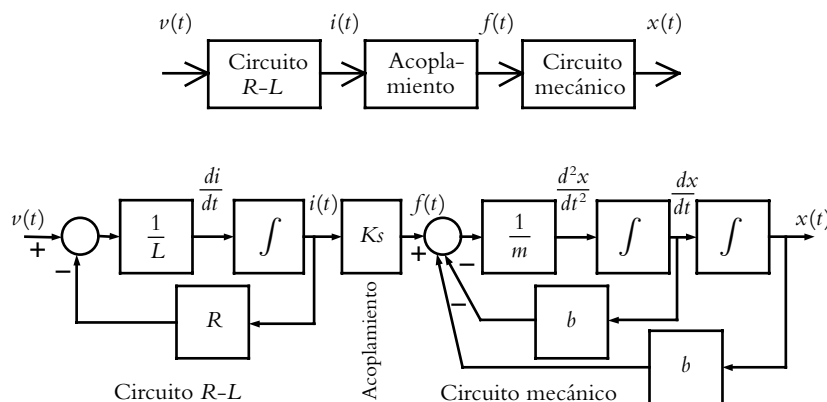 v(t) i(t) f(t) x(t)
Circuito
R-L
Acopla-
miento
Circuito
mecánico
di
dt
d²x
dt²
dx
dt
v(t) i(t) f(t) x(t)
+ − + − −
1
L
∫
Ks
1
m
∫
∫
R
b
b
Acoplamiento
Circuito R-L
Circuito mecánico